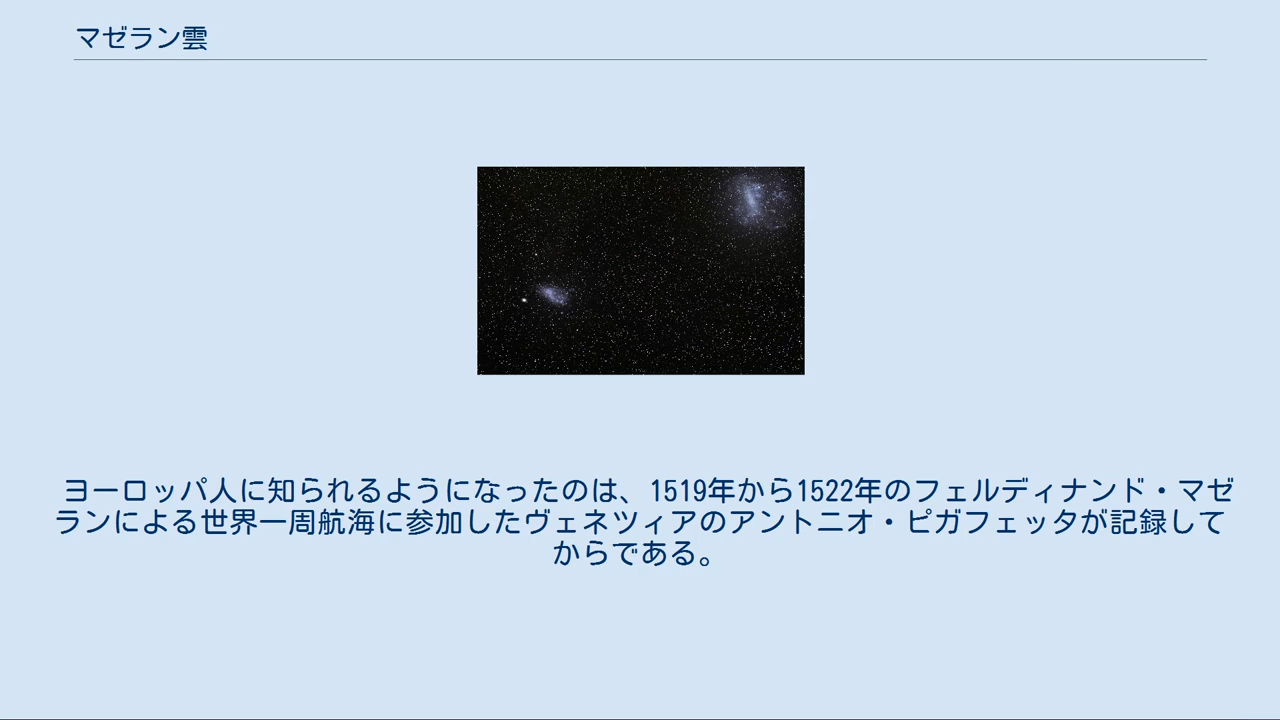 マゼラン雲
ヨーロッパ人に知られるようになったのは、1519年から1522年のフェルディナンド・マゼ
ランによる世界一周航海に参加したヴェネツィアのアントニオ・ピガフェッタが記録して
からである。